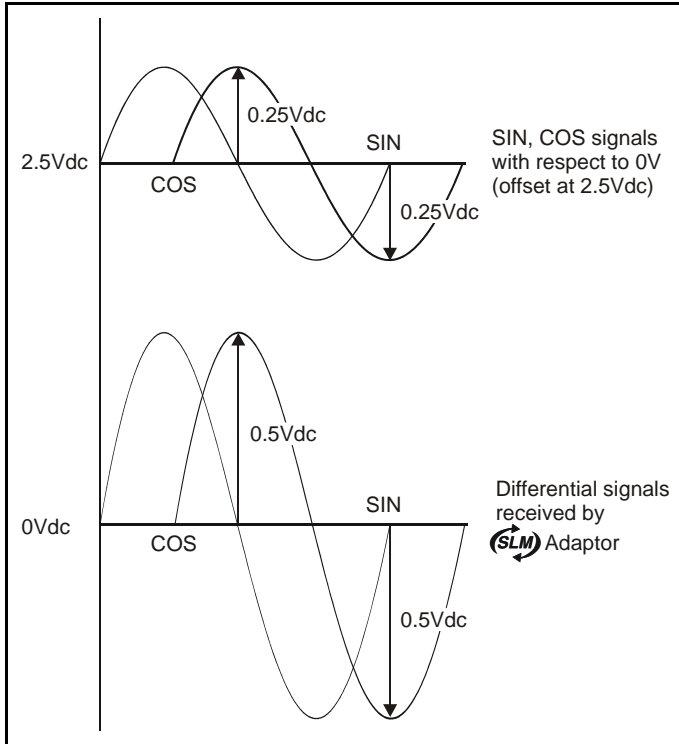 0.25Vdc
SIN
SIN, COS signals
with respect to 0V
(offset at 2.5Vdc)
2.5Vdc
COS
0.25Vdc
0.5Vdc
SIN
Differential signals
received by
SLM Adaptor
0Vdc
COS
0.5Vdc